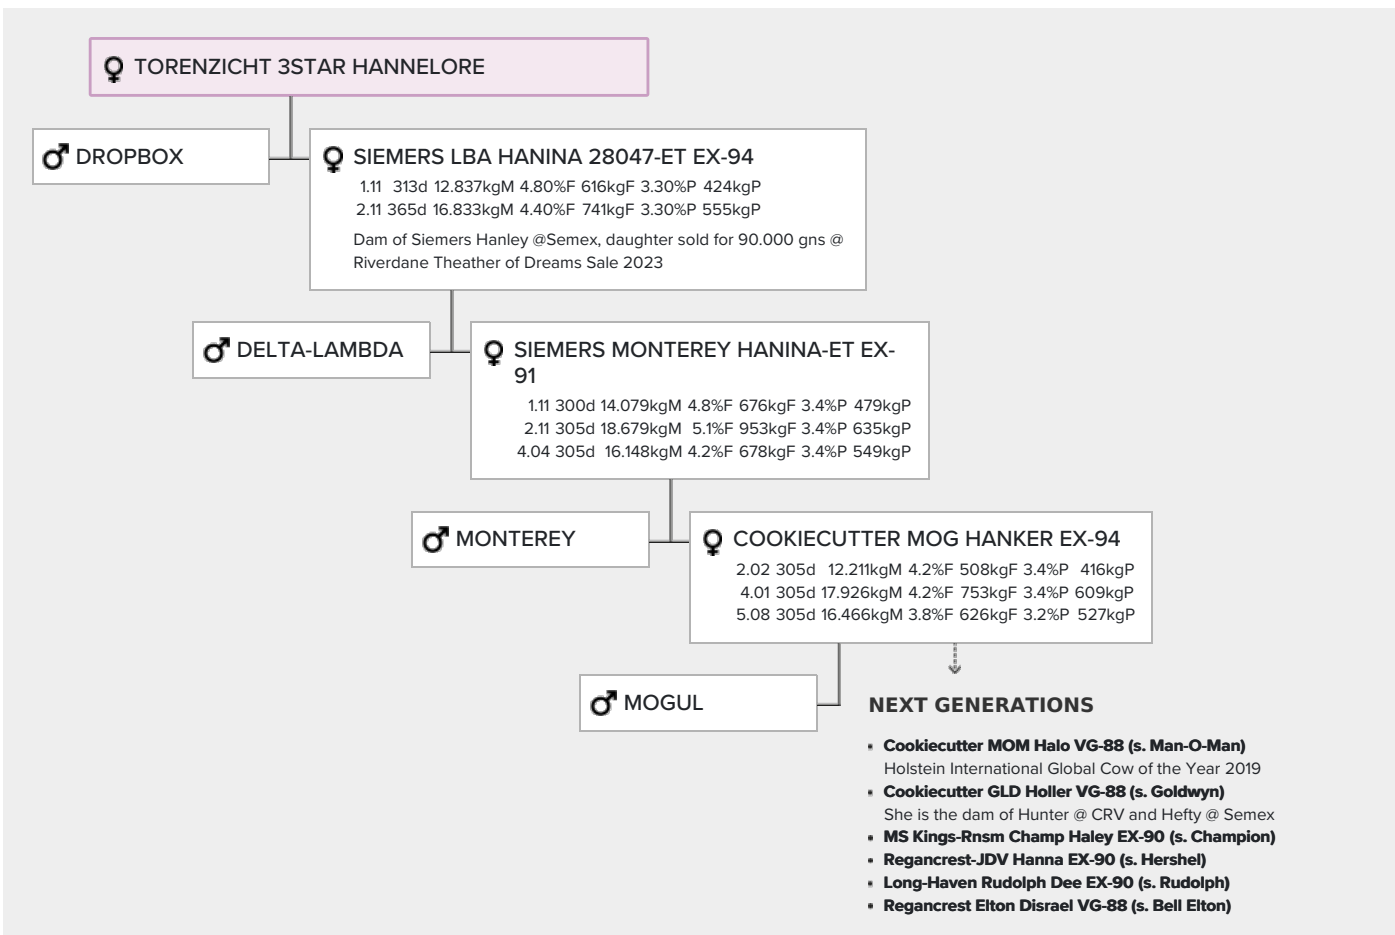 TORENZICHT 3STAR HANNELORE
DROPBOX
SIEMERS LBA HANINA 28047-ET EX-94
1.11 313d 12.837kgM 4.80%F 616kgF 3.30%P 424kgP
2.11 365d 16.833kgM 4.40%F 741kgF 3.30%P 555kgP
Dam of Siemers Hanley @Semex, daughter sold for 90.000 gns @
Riverdane Theather of Dreams Sale 2023
DELTA-LAMBDA
SIEMERS MONTEREY HANINA-ET EX-
91
1.11 300d 14.079kgM 4.8%F 676kgF 3.4%P 479kgP
2.11 305d 18.679kgM 5.1%F 953kgF 3.4%P 635kgP
4.04 305d 16.148kgM 4.2%F 678kgF 3.4%P 549kgP
MONTEREY
COOKIECUTTER MOG HANKER EX-94
2.02 305d 12.211kgM 4.2%F 508kgF 3.4%P 416kgP
4.01 305d 17.926kgM 4.2%F 753kgF 3.4%P 609kgP
5.08 305d 16.466kgM 3.8%F 626kgF 3.2%P 527kgP
MOGUL
NEXT GENERATIONS
Cookiecutter MOM Halo VG-88 (s. Man-O-Man)
Holstein International Global Cow of the Year 2019
Cookiecutter GLD Holler VG-88 (s. Goldwyn)
She is the dam of Hunter @ CRV and Hefty @ Semex
MS Kings-Rnsm Champ Haley EX-90 (s. Champion)
Regancrest-JDV Hanna EX-90 (s. Hershel)
Long-Haven Rudolph Dee EX-90 (s. Rudolph)
Regancrest Elton Disrael VG-88 (s. Bell Elton)